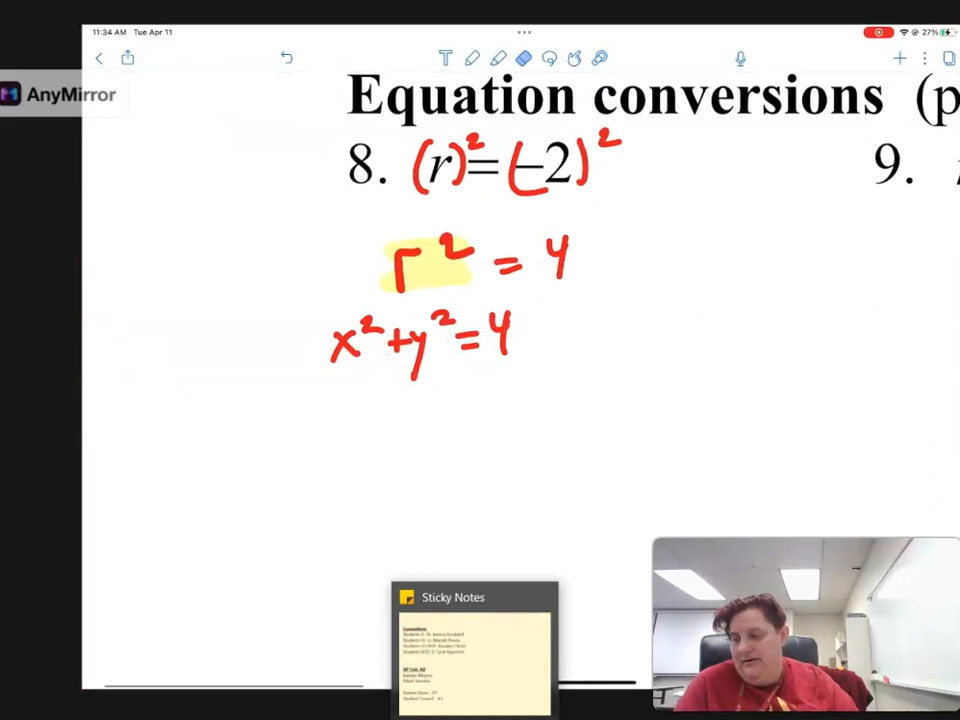 11:34 AM Tue Apr 11
27%
AnyMirror
Equation conversions (p
8. (r)² = (−2)²
9.
r² = 4
x² + y² = 4
Sticky Notes